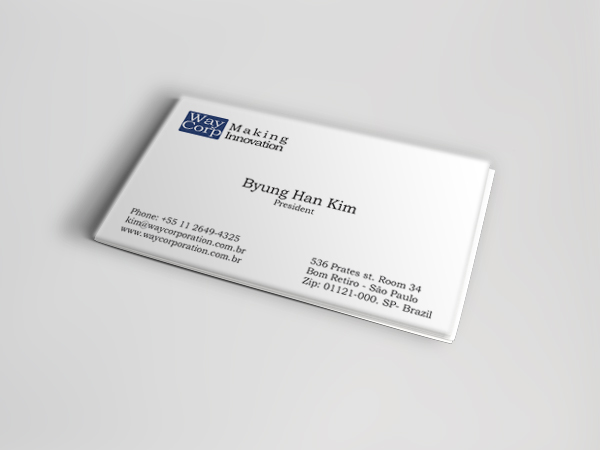 Way
Corp
Making
Innovation
Byung Han Kim
President
Phone: +55 11 2649-4325
kim@waycorporation.com.br
www.waycorporation.com.br
536 Prates st. Room 34
Bom Retiro - São Paulo
Zip: 01121-000. SP- Brazil